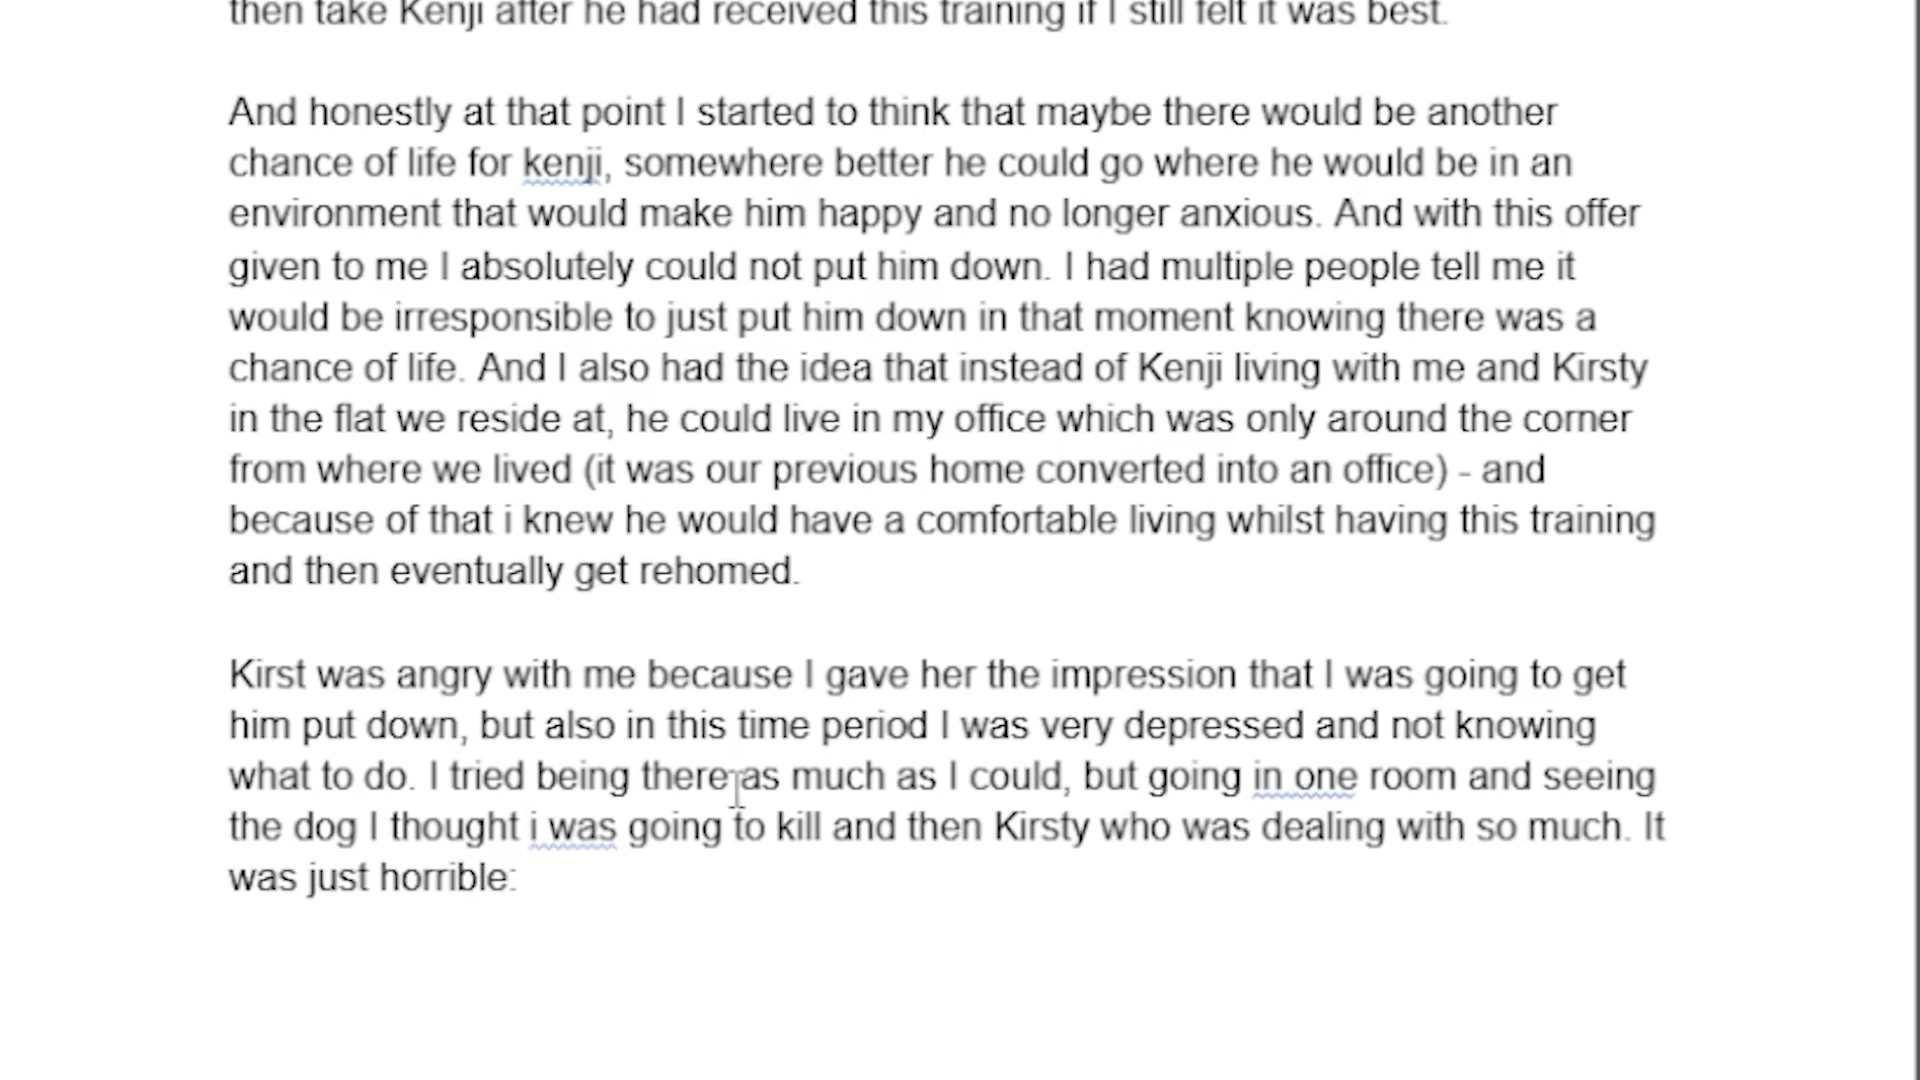 then take Kenji after he had received this training if I still felt it was best.
And honestly at that point I started to think that maybe there would be another
chance of life for kenji, somewhere better he could go where he would be in an
environment that would make him happy and no longer anxious. And with this offer
given to me I absolutely could not put him down. I had multiple people tell me it
would be irresponsible to just put him down in that moment knowing there was a
chance of life. And I also had the idea that instead of Kenji living with me and Kirsty
in the flat we reside at, he could live in my office which was only around the corner
from where we lived (it was our previous home converted into an office) - and
because of that i knew he would have a comfortable living whilst having this training
and then eventually get rehomed.
Kirst was angry with me because I gave her the impression that I was going to get
him put down, but also in this time period I was very depressed and not knowing
what to do. I tried being there as much as I could, but going in one room and seeing
the dog I thought i was going to kill and then Kirsty who was dealing with so much. It
was just horrible: